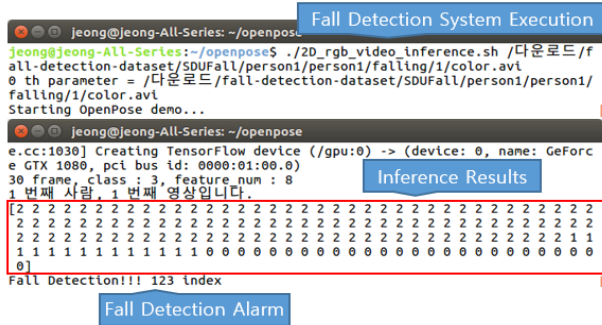 Fall Detection System Execution
jeong@jeong-All-Series: ~/openpose
jeong@jeong-All-Series:~/openpose$ ./2D_rgb_video_inference.sh /다운로드/f
all-detection-dataset/SDUFall/person1/person1/falling/1/color.avi
0 th parameter = /다운로드/fall-detection-dataset/SDUFall/person1/person1/
falling/1/color.avi
Starting OpenPose demo...
jeong@jeong-All-Series: ~/openpose
e.cc:1030] Creating TensorFlow device (/gpu:0) -> (device: 0, name: GeForc
e GTX 1080, pci bus id: 0000:01:00.0)
30 frame, class : 3, feature_num : 8
Inference Results
1 번째 사람, 1 번째 영상입니다.
[2 2 2 2 2 2 2 2 2 2 2 2 2 2 2 2 2 2 2 2 2 2 2 2 2 2 2 2 2 2 2 2 2 2 2 2 2
2 2 2 2 2 2 2 2 2 2 2 2 2 2 2 2 2 2 2 2 2 2 2 2 2 2 2 2 2 2 2 2 2 2 2 2 2
2 2 2 2 2 2 2 2 2 2 2 2 2 2 2 2 2 2 2 2 2 2 2 2 2 2 2 2 2 2 2 2 2 2 2 1 1
1 1 1 1 1 1 1 1 1 1 1 1 0 0 0 0 0 0 0 0 0 0 0 0 0 0 0 0 0 0 0 0 0 0 0 0 0
0]
Fall Detection!!! 123 index
Fall Detection Alarm